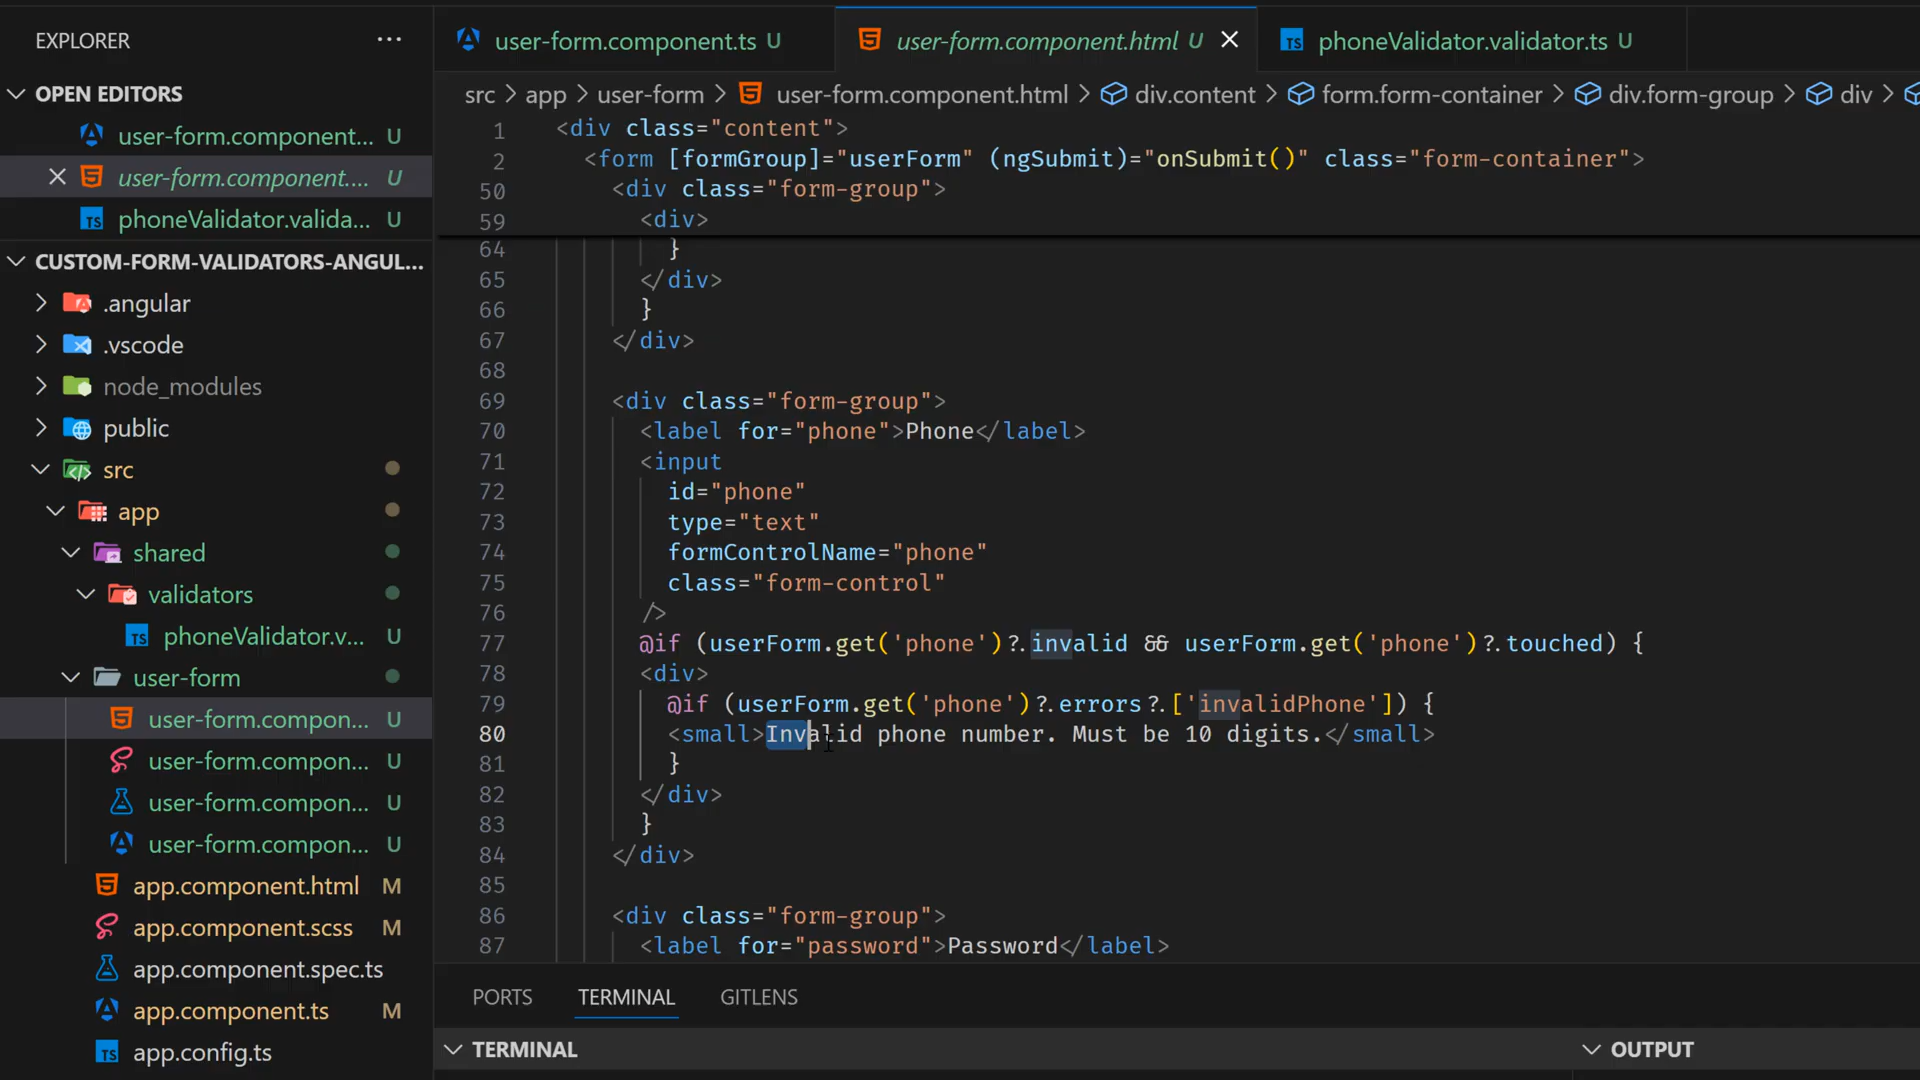 EXPLORER
OPEN EDITORS
user-form.component... U
user-form.component.... U
phoneValidator.valida... U
CUSTOM-FORM-VALIDATORS-ANGUL...
.angular
.vscode
node_modules
public
src
app
shared
validators
phoneValidator.v... U
user-form
user-form.compon... U
user-form.compon... U
user-form.compon... U
user-form.compon... U
app.component.html M
app.component.scss M
app.component.spec.ts
app.component.ts M
app.config.ts
user-form.component.ts U
user-form.component.html U
phoneValidator.validator.ts U
src > app > user-form > user-form.component.html > div.content > form.form-container > div.form-group > div >
1 <div class="content">
2 <form [formGroup]="userForm" (ngSubmit)="onSubmit()" class="form-container">
50 <div class="form-group">
59 <div>
64 }
65 </div>
66 }
67 </div>
68
69 <div class="form-group">
70 <label for="phone">Phone</label>
71 <input
72 id="phone"
73 type="text"
74 formControlName="phone"
75 class="form-control"
76 />
77 @if (userForm.get('phone')?.invalid && userForm.get('phone')?.touched) {
78 <div>
79 @if (userForm.get('phone')?.errors?.['invalidPhone']) {
80 <small>Invalid phone number. Must be 10 digits.</small>
81 }
82 </div>
83 }
84 </div>
85
86 <div class="form-group">
87 <label for="password">Password</label>
PORTS TERMINAL GITLENS
TERMINAL
OUTPUT